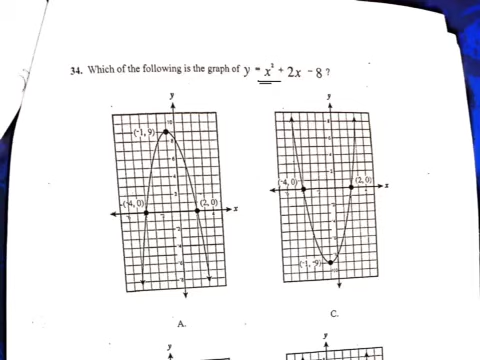 34. Which of the following is the graph of y = x² + 2x - 8 ?
y y
(-1, 9)
(-4, 0) (2, 0) x
(-4, 0) (2, 0) x
(-1, -9)
A. C.
y y